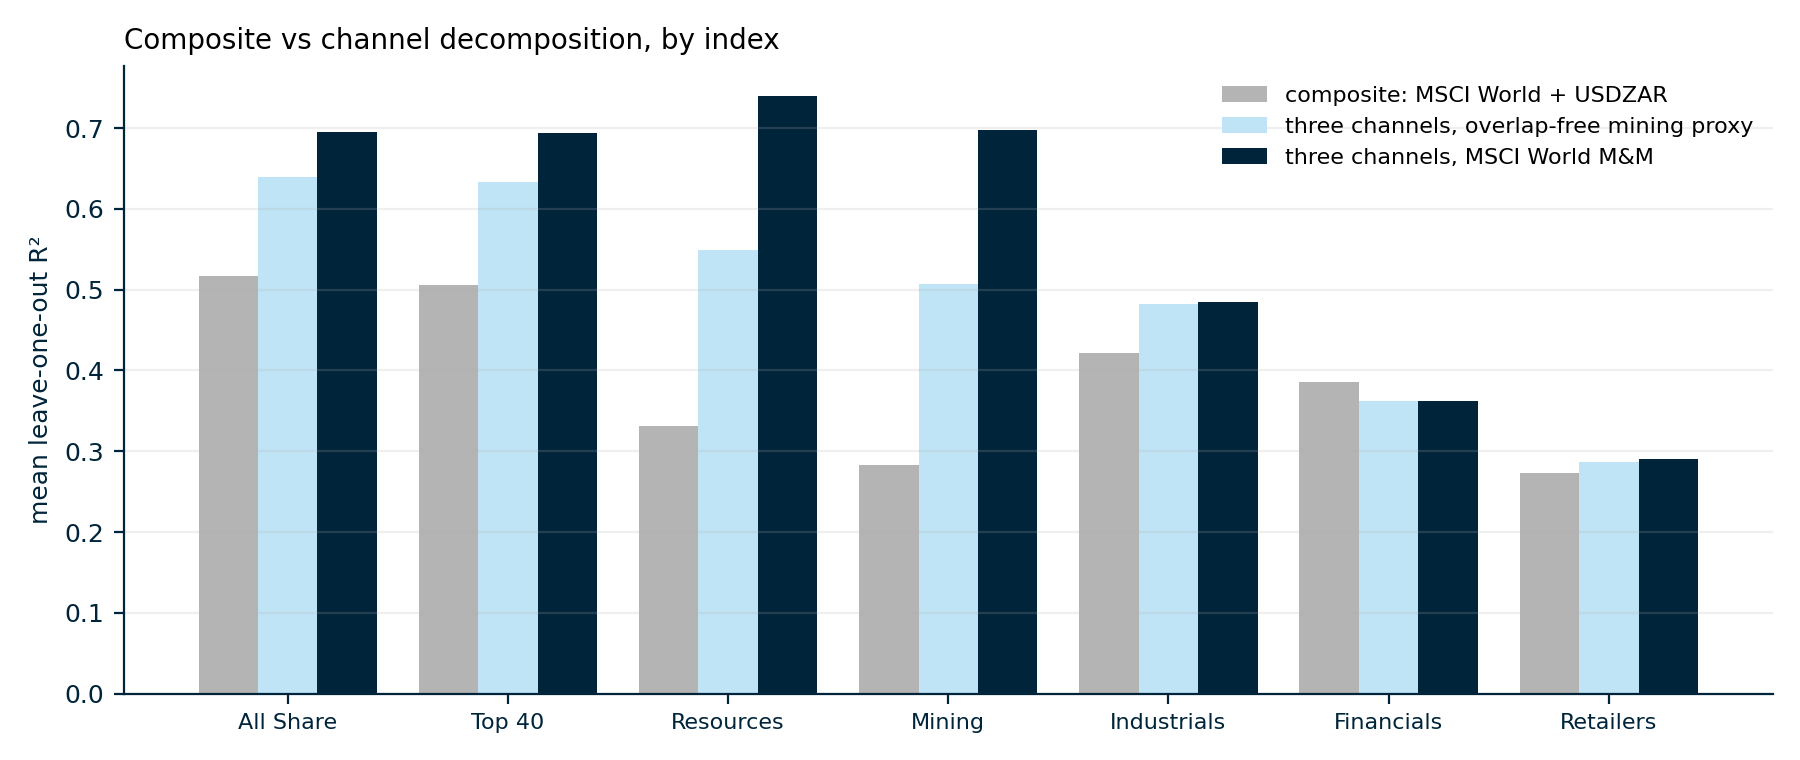 Composite vs channel decomposition, by index
composite: MSCI World + USDZAR
three channels, overlap-free mining proxy
three channels, MSCI World M&M
mean leave-one-out R²
0.7
0.6
0.5
0.4
0.3
0.2
0.1
0.0
All Share Top 40 Resources Mining Industrials Financials Retailers